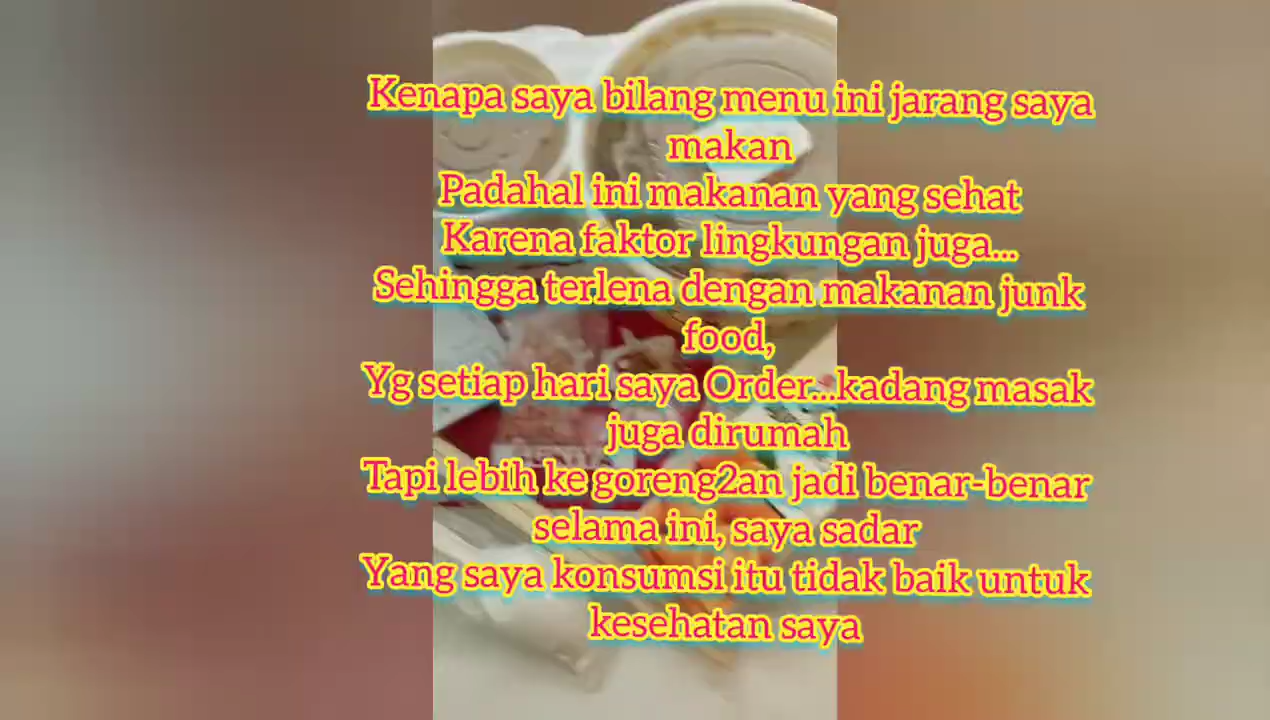 Kenapa saya bilang menu ini jarang saya
makan
Padahal ini makanan yang sehat
Karena faktor lingkungan juga...
Sehingga terlena dengan makanan junk
food,
Yg setiap hari saya Order...kadang masak
juga dirumah
Tapi lebih ke goreng2an jadi benar-benar
selama ini, saya sadar
Yang saya konsumsi itu tidak baik untuk
kesehatan saya